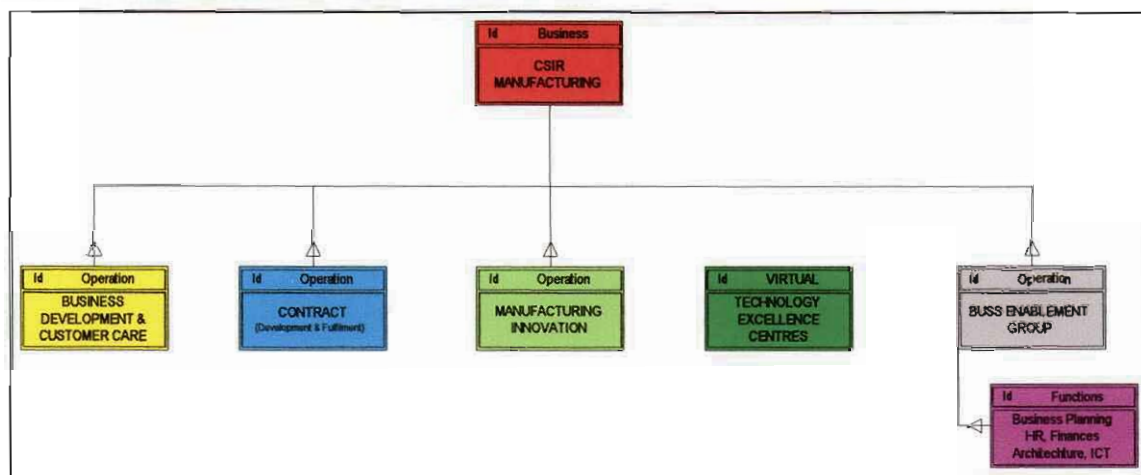 Id Business
CSIR
MANUFACTURING
Id Operation
BUSINESS
DEVELOPMENT &
CUSTOMER CARE
Id Operation
CONTRACT
(Development & Fulfilment)
Id Operation
MANUFACTURING
INNOVATION
Id VIRTUAL
TECHNOLOGY
EXCELLENCE
CENTRES
Id Operation
BUSS ENABLEMENT
GROUP
Id Functions
Business Planning
HR, Finances
Architechture, ICT